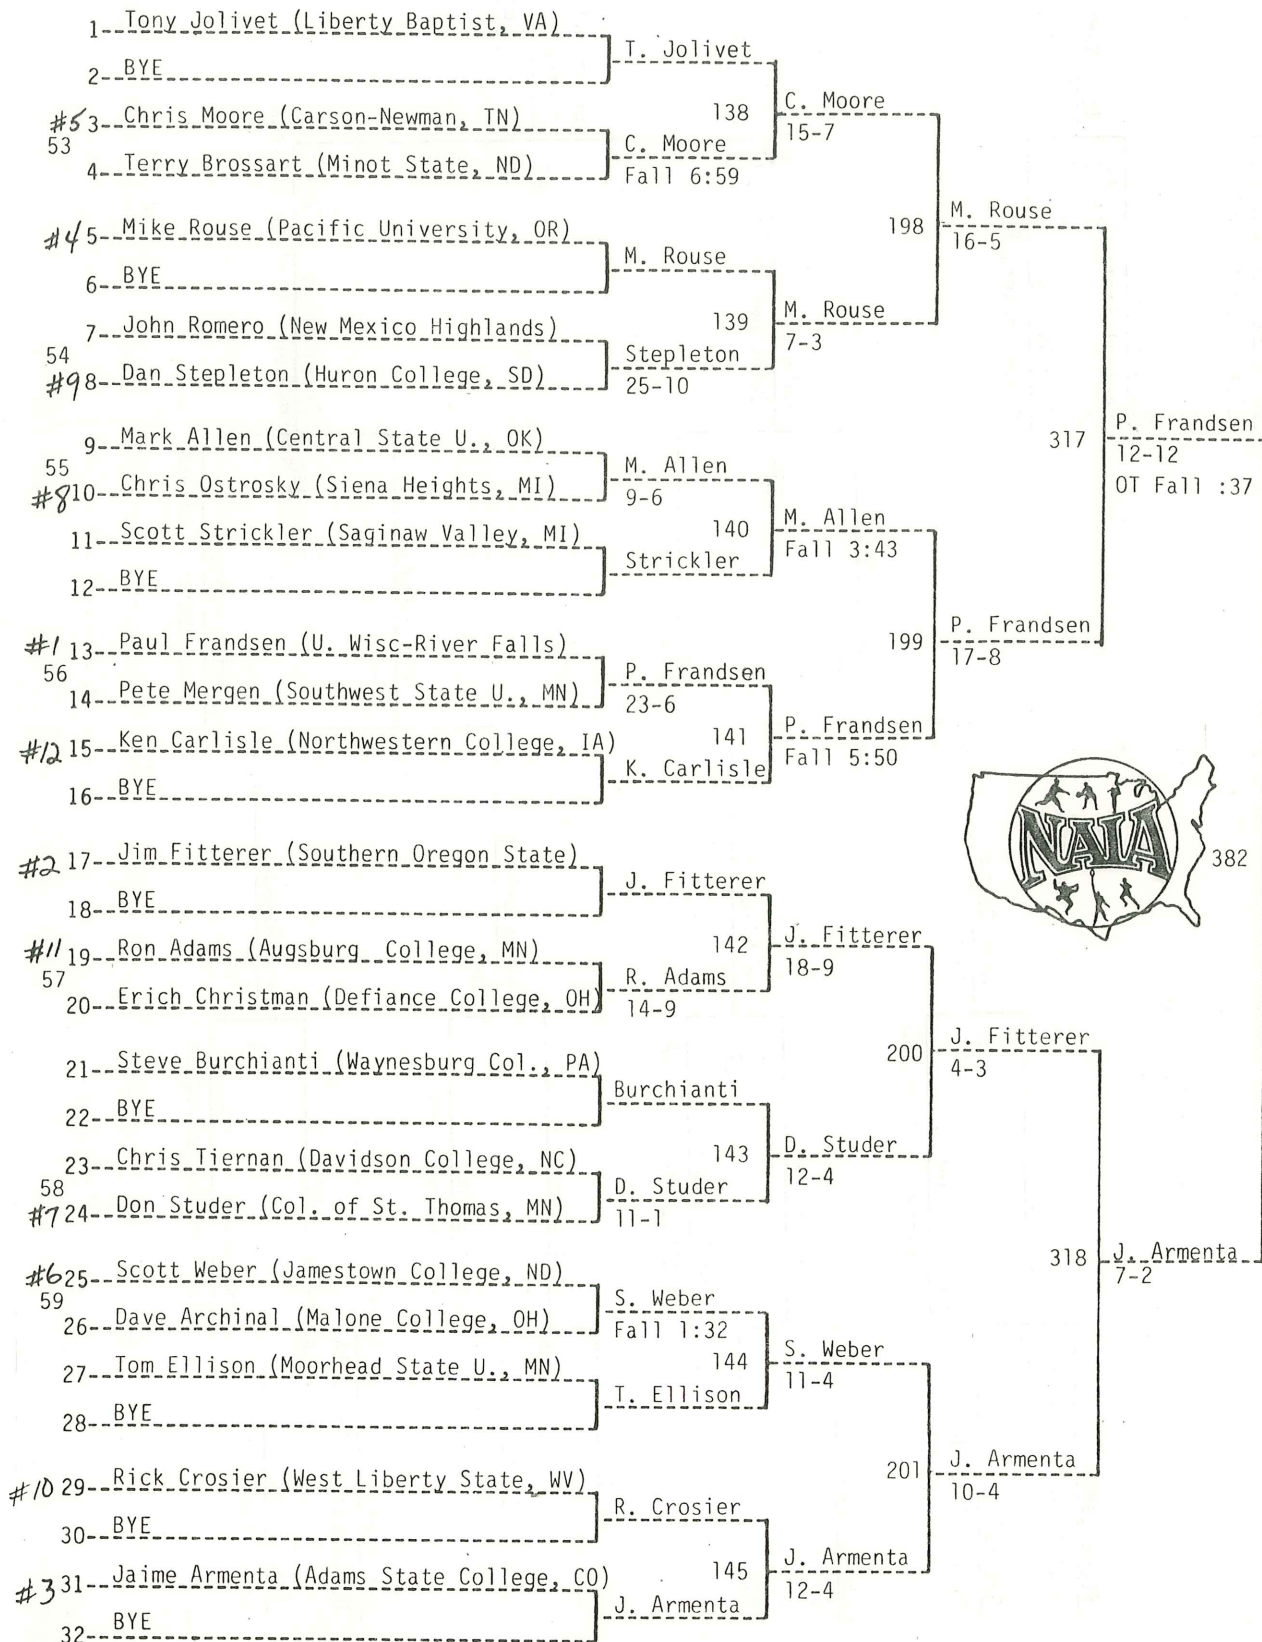 1 Tony Jolivet (Liberty Baptist, VA)
T. Jolivet
2 BYE
138
C. Moore
15-7
#5 3 Chris Moore (Carson-Newman, TN)
53
C. Moore
Fall 6:59
4 Terry Brossart (Minot State, ND)
198
M. Rouse
16-5
#4 5 Mike Rouse (Pacific University, OR)
M. Rouse
6 BYE
139
M. Rouse
7-3
7 John Romero (New Mexico Highlands)
54
Stepleton
25-10
#9 8 Dan Stepleton (Huron College, SD)
317
P. Frandsen
12-12
OT Fall :37
9 Mark Allen (Central State U., OK)
55
M. Allen
9-6
#8 10 Chris Ostrosky (Siena Heights, MI)
140
M. Allen
Fall 3:43
11 Scott Strickler (Saginaw Valley, MI)
Strickler
12 BYE
199
P. Frandsen
17-8
#1 13 Paul Frandsen (U. Wisc-River Falls)
56
P. Frandsen
23-6
14 Pete Mergen (Southwest State U., MN)
141
P. Frandsen
Fall 5:50
#12 15 Ken Carlisle (Northwestern College, IA)
K. Carlisle
16 BYE
NAIA
382
#2 17 Jim Fitterer (Southern Oregon State)
J. Fitterer
18 BYE
142
J. Fitterer
18-9
#11 19 Ron Adams (Augsburg College, MN)
57
R. Adams
14-9
20 Erich Christman (Defiance College, OH)
200
J. Fitterer
4-3
21 Steve Burchianti (Waynesburg Col., PA)
Burchianti
22 BYE
143
D. Studer
12-4
23 Chris Tiernan (Davidson College, NC)
58
D. Studer
11-1
#7 24 Don Studer (Col. of St. Thomas, MN)
318
J. Armenta
7-2
#6 25 Scott Weber (Jamestown College, ND)
59
S. Weber
Fall 1:32
26 Dave Archinal (Malone College, OH)
144
S. Weber
11-4
27 Tom Ellison (Moorhead State U., MN)
T. Ellison
28 BYE
201
J. Armenta
10-4
#10 29 Rick Crosier (West Liberty State, WV)
R. Crosier
30 BYE
145
J. Armenta
12-4
#3 31 Jaime Armenta (Adams State College, CO)
J. Armenta
32 BYE